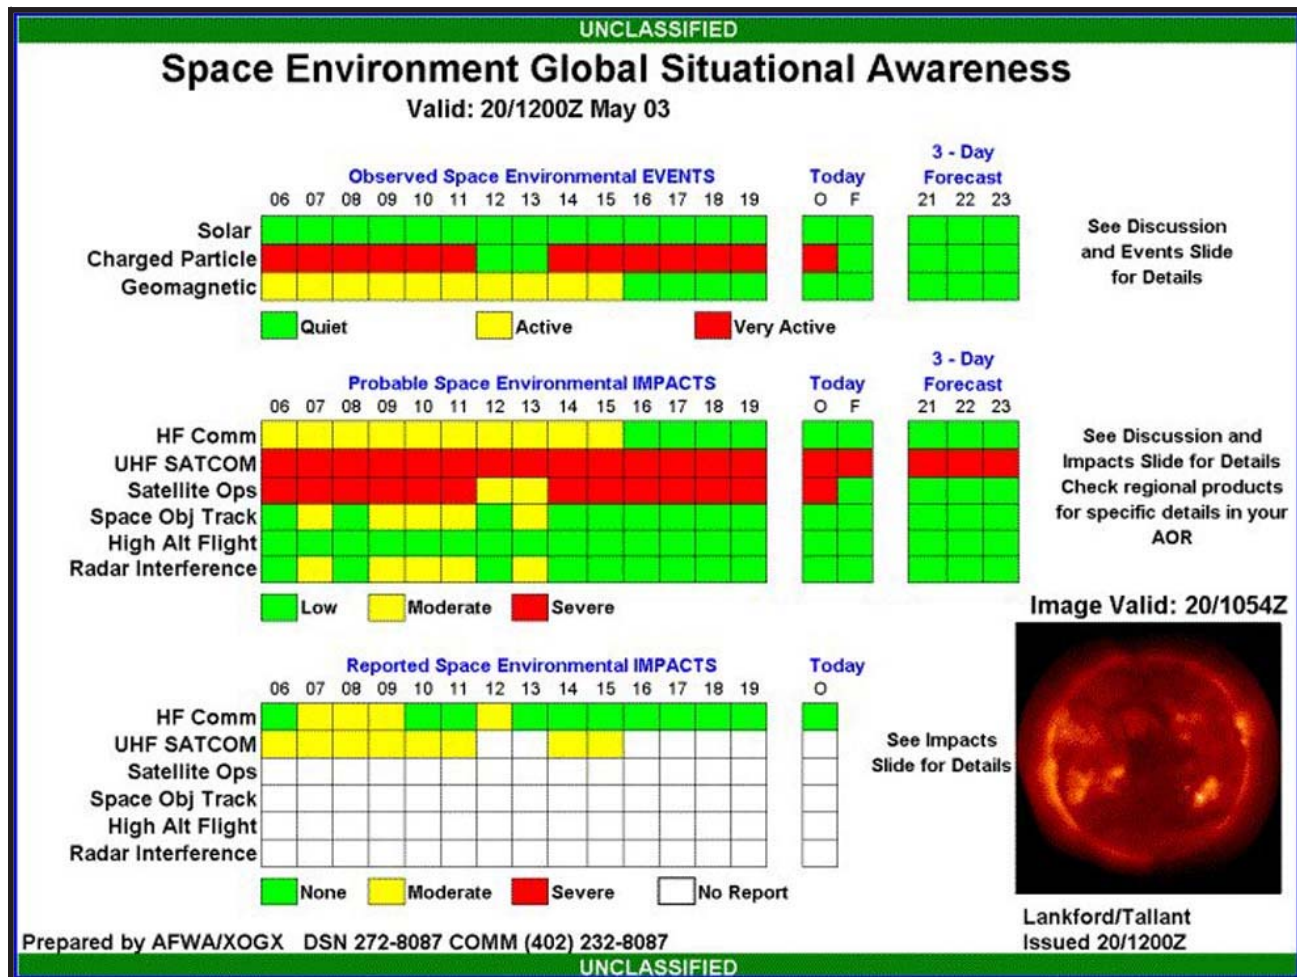 UNCLASSIFIED
Space Environment Global Situational Awareness
Valid: 20/1200Z May 03
Observed Space Environmental EVENTS
Today
3 - Day
Forecast
06 07 08 09 10 11 12 13 14 15 16 17 18 19 O F 21 22 23
Solar
Charged Particle
Geomagnetic
See Discussion
and Events Slide
for Details
Quiet Active Very Active
Probable Space Environmental IMPACTS
Today
3 - Day
Forecast
06 07 08 09 10 11 12 13 14 15 16 17 18 19 O F 21 22 23
HF Comm
UHF SATCOM
Satellite Ops
Space Obj Track
High Alt Flight
Radar Interference
See Discussion and
Impacts Slide for Details
Check regional products
for specific details in your
AOR
Low Moderate Severe
Image Valid: 20/1054Z
Reported Space Environmental IMPACTS
Today
06 07 08 09 10 11 12 13 14 15 16 17 18 19 O
HF Comm
UHF SATCOM
Satellite Ops
Space Obj Track
High Alt Flight
Radar Interference
See Impacts
Slide for Details
None Moderate Severe No Report
Lankford/Tallant
Issued 20/1200Z
Prepared by AFWA/XOGX DSN 272-8087 COMM (402) 232-8087
UNCLASSIFIED